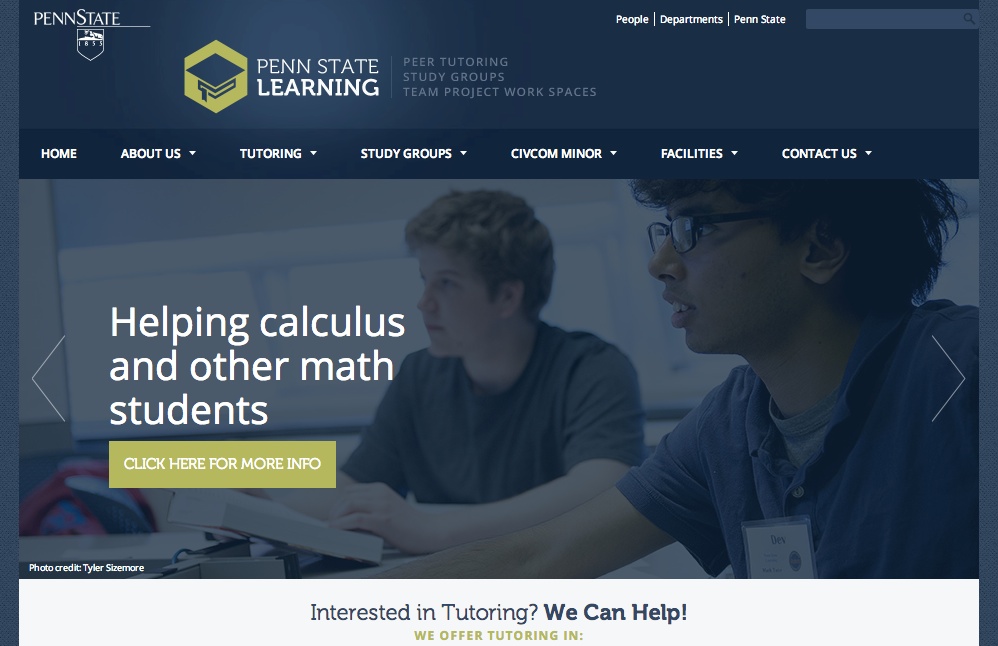 PENNSTATE
1855
People
Departments
Penn State
PENN STATE
LEARNING
PEER TUTORING
STUDY GROUPS
TEAM PROJECT WORK SPACES
HOME
ABOUT US
TUTORING
STUDY GROUPS
CIVCOM MINOR
FACILITIES
CONTACT US
Helping calculus
and other math
students
CLICK HERE FOR MORE INFO
Dev
Photo credit: Tyler Sizemore
Interested in Tutoring? We Can Help!
WE OFFER TUTORING IN: